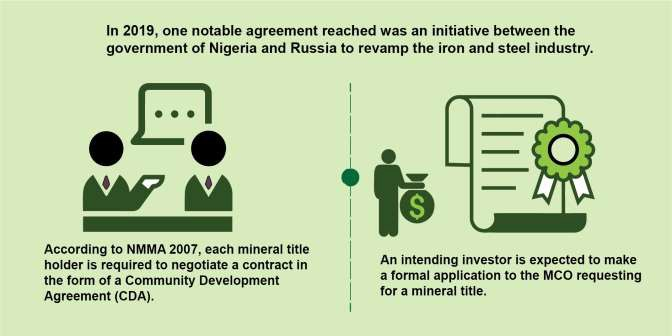 In 2019, one notable agreement reached was an initiative between the
government of Nigeria and Russia to revamp the iron and steel industry.
According to NMMA 2007, each mineral title
holder is required to negotiate a contract in
the form of a Community Development
Agreement (CDA).
$
An intending investor is expected to make
a formal application to the MCO requesting
for a mineral title.